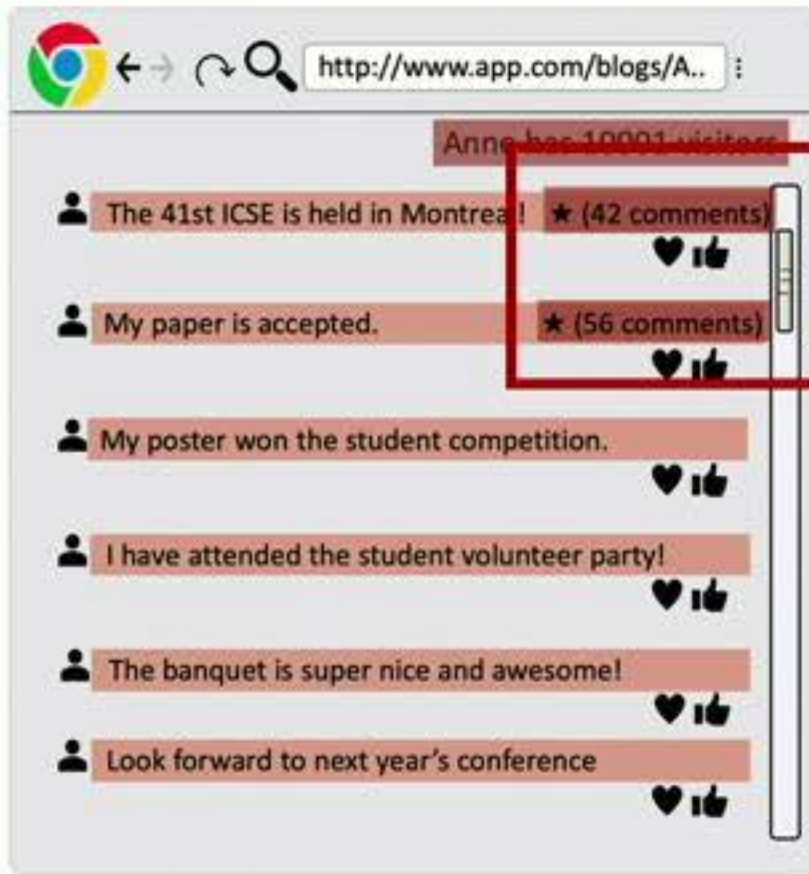 http://www.app.com/blogs/A..
Anne has 10001 visitors
The 41st ICSE is held in Montreal! ★ (42 comments)
My paper is accepted. ★ (56 comments)
My poster won the student competition.
I have attended the student volunteer party!
The banquet is super nice and awesome!
Look forward to next year's conference